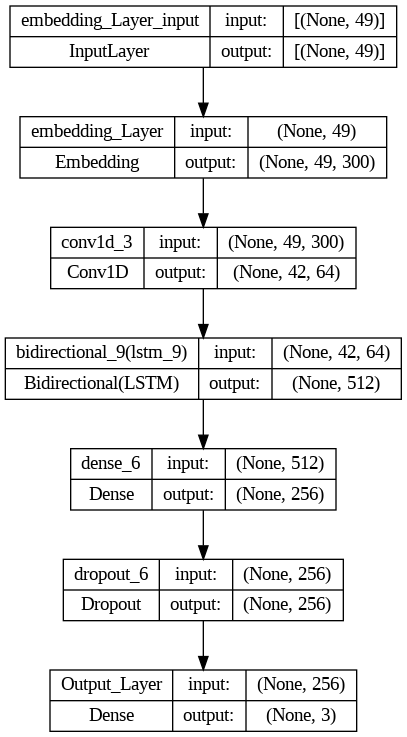 embedding_Layer_input input: [(None, 49)]
InputLayer output: [(None, 49)]
embedding_Layer input: (None, 49)
Embedding output: (None, 49, 300)
conv1d_3 input: (None, 49, 300)
Conv1D output: (None, 42, 64)
bidirectional_9(lstm_9) input: (None, 42, 64)
Bidirectional(LSTM) output: (None, 512)
dense_6 input: (None, 512)
Dense output: (None, 256)
dropout_6 input: (None, 256)
Dropout output: (None, 256)
Output_Layer input: (None, 256)
Dense output: (None, 3)